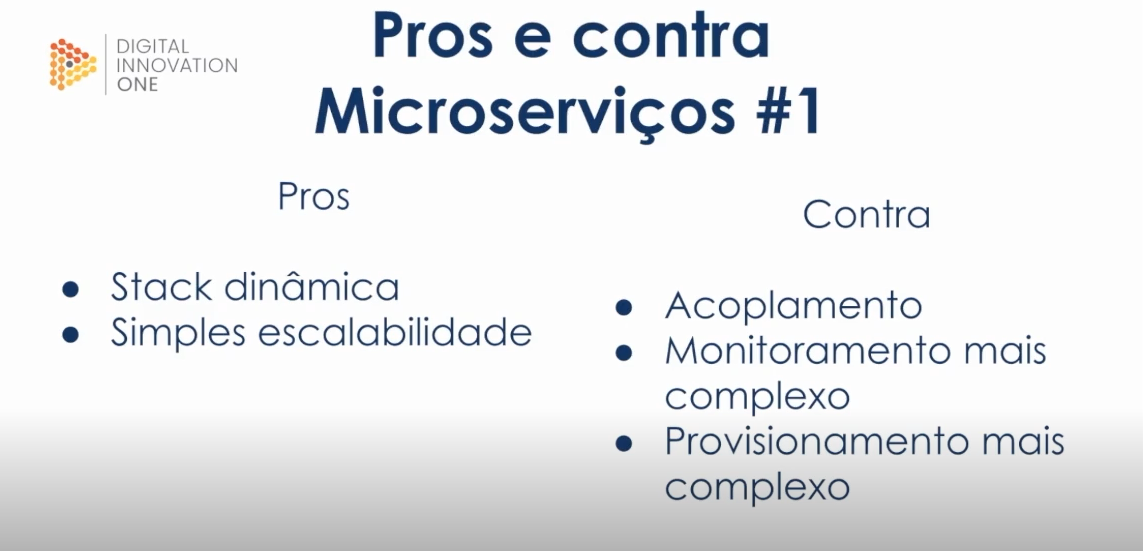 DIGITAL
INNOVATION
ONE
Pros e contra
Microserviços #1
Pros
● Stack dinâmica
● Simples escalabilidade
Contra
● Acoplamento
● Monitoramento mais
complexo
● Provisionamento mais
complexo